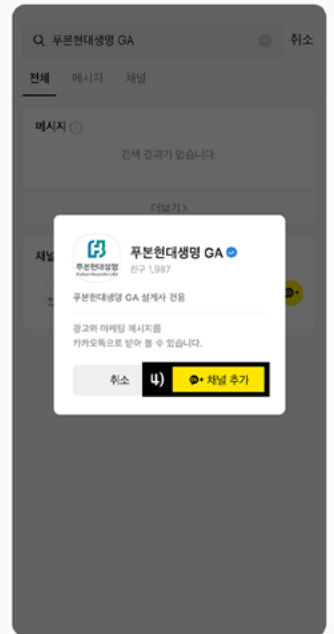 푸본현대생명 GA
취소
전체 메시지 채널
메시지
검색 결과가 없습니다.
더보기 >
채널
푸본현대생명
Fubon Hyundai Life
푸본현대생명 GA
친구 1,987
푸본현대생명 GA 설계사 전용
광고와 마케팅 메시지를
카카오톡으로 받아 볼 수 있습니다.
취소
4)
채널 추가